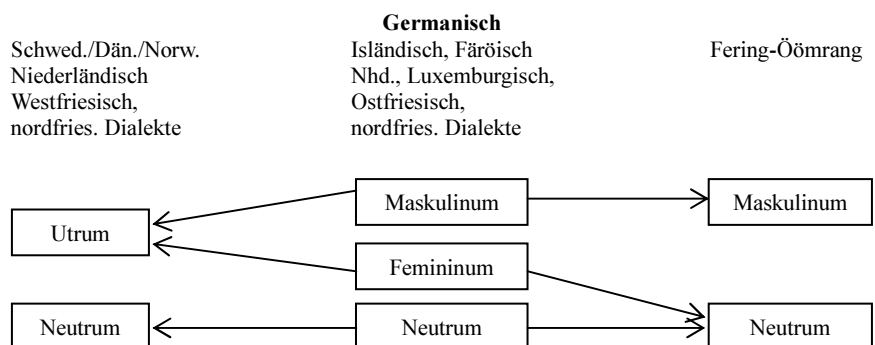 Germanisch
Schwed./Dän./Norw.
Niederländisch
Westfriesisch,
nordfries. Dialekte
Isländisch, Färöisch
Nhd., Luxemburgisch,
Ostfriesisch,
nordfries. Dialekte
Fering-Öömrang
Utrum
Neutrum
Maskulinum
Femininum
Neutrum
Maskulinum
Neutrum